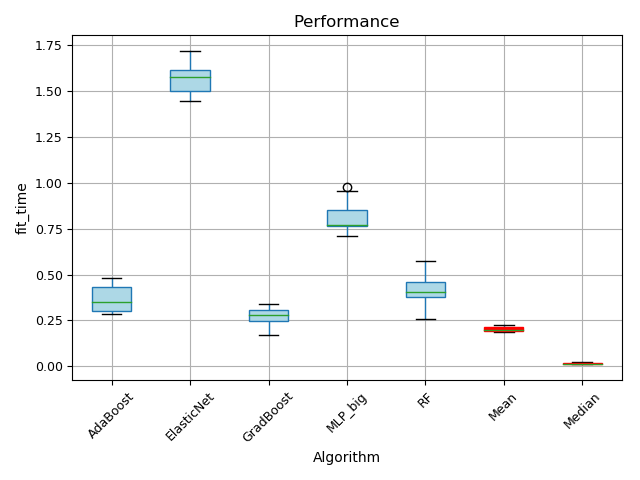 Performance
1.75
1.50
1.25
1.00
0.75
0.50
0.25
0.00
fit_time
AdaBoost
ElasticNet
GradBoost
MLP_big
RF
Mean
Median
Algorithm